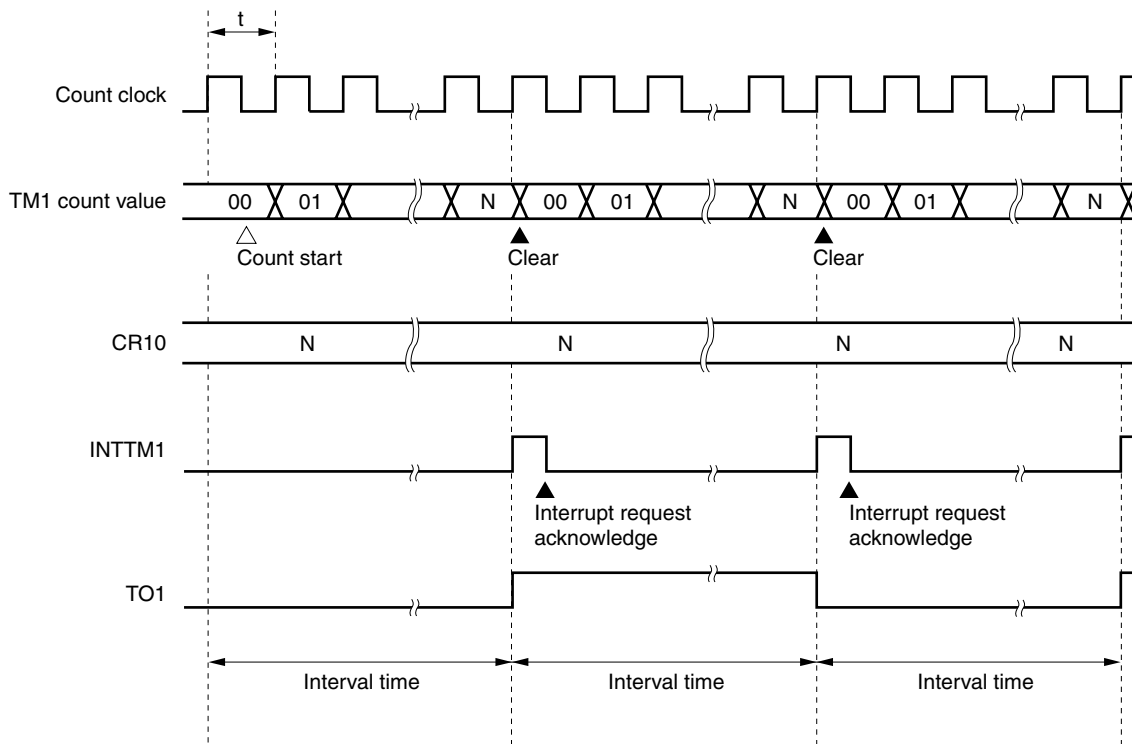 t
Count clock
TM1 count value
00 01 N 00 01 N 00 01 N
Count start
Clear
Clear
CR10
N N N N
INTTM1
Interrupt request
acknowledge
Interrupt request
acknowledge
TO1
Interval time Interval time Interval time